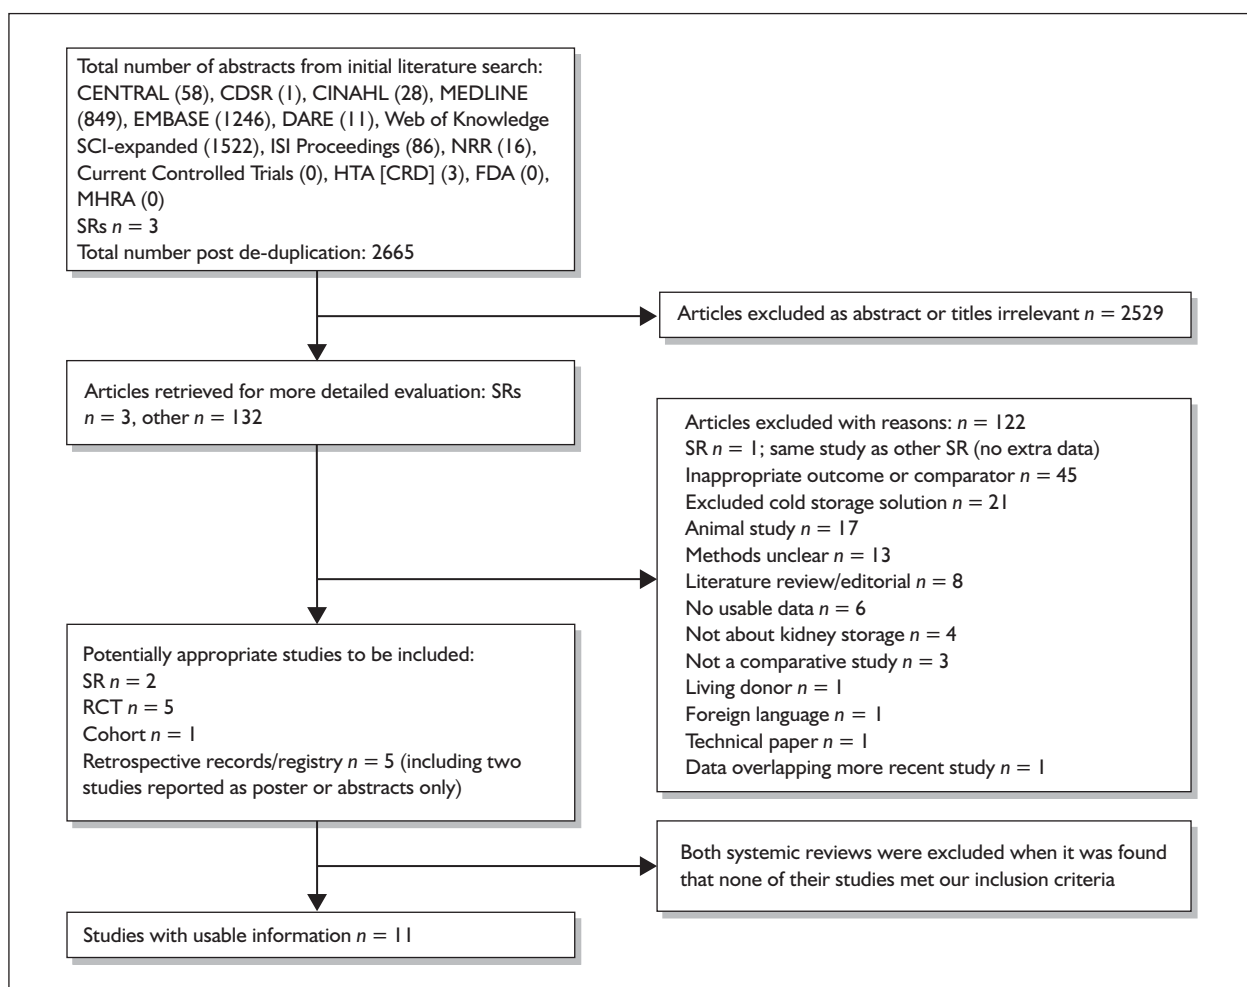 Total number of abstracts from initial literature search:
CENTRAL (58), CDSR (1), CINAHL (28), MEDLINE
(849), EMBASE (1246), DARE (11), Web of Knowledge
SCI-expanded (1522), ISI Proceedings (86), NRR (16),
Current Controlled Trials (0), HTA [CRD] (3), FDA (0),
MHRA (0)
SRs n = 3
Total number post de-duplication: 2665
Articles excluded as abstract or titles irrelevant n = 2529
Articles retrieved for more detailed evaluation: SRs
n = 3, other n = 132
Articles excluded with reasons: n = 122
SR n = 1; same study as other SR (no extra data)
Inappropriate outcome or comparator n = 45
Excluded cold storage solution n = 21
Animal study n = 17
Methods unclear n = 13
Literature review/editorial n = 8
No usable data n = 6
Not about kidney storage n = 4
Not a comparative study n = 3
Living donor n = 1
Foreign language n = 1
Technical paper n = 1
Data overlapping more recent study n = 1
Potentially appropriate studies to be included:
SR n = 2
RCT n = 5
Cohort n = 1
Retrospective records/registry n = 5 (including two
studies reported as poster or abstracts only)
Both systemic reviews were excluded when it was found
that none of their studies met our inclusion criteria
Studies with usable information n = 11